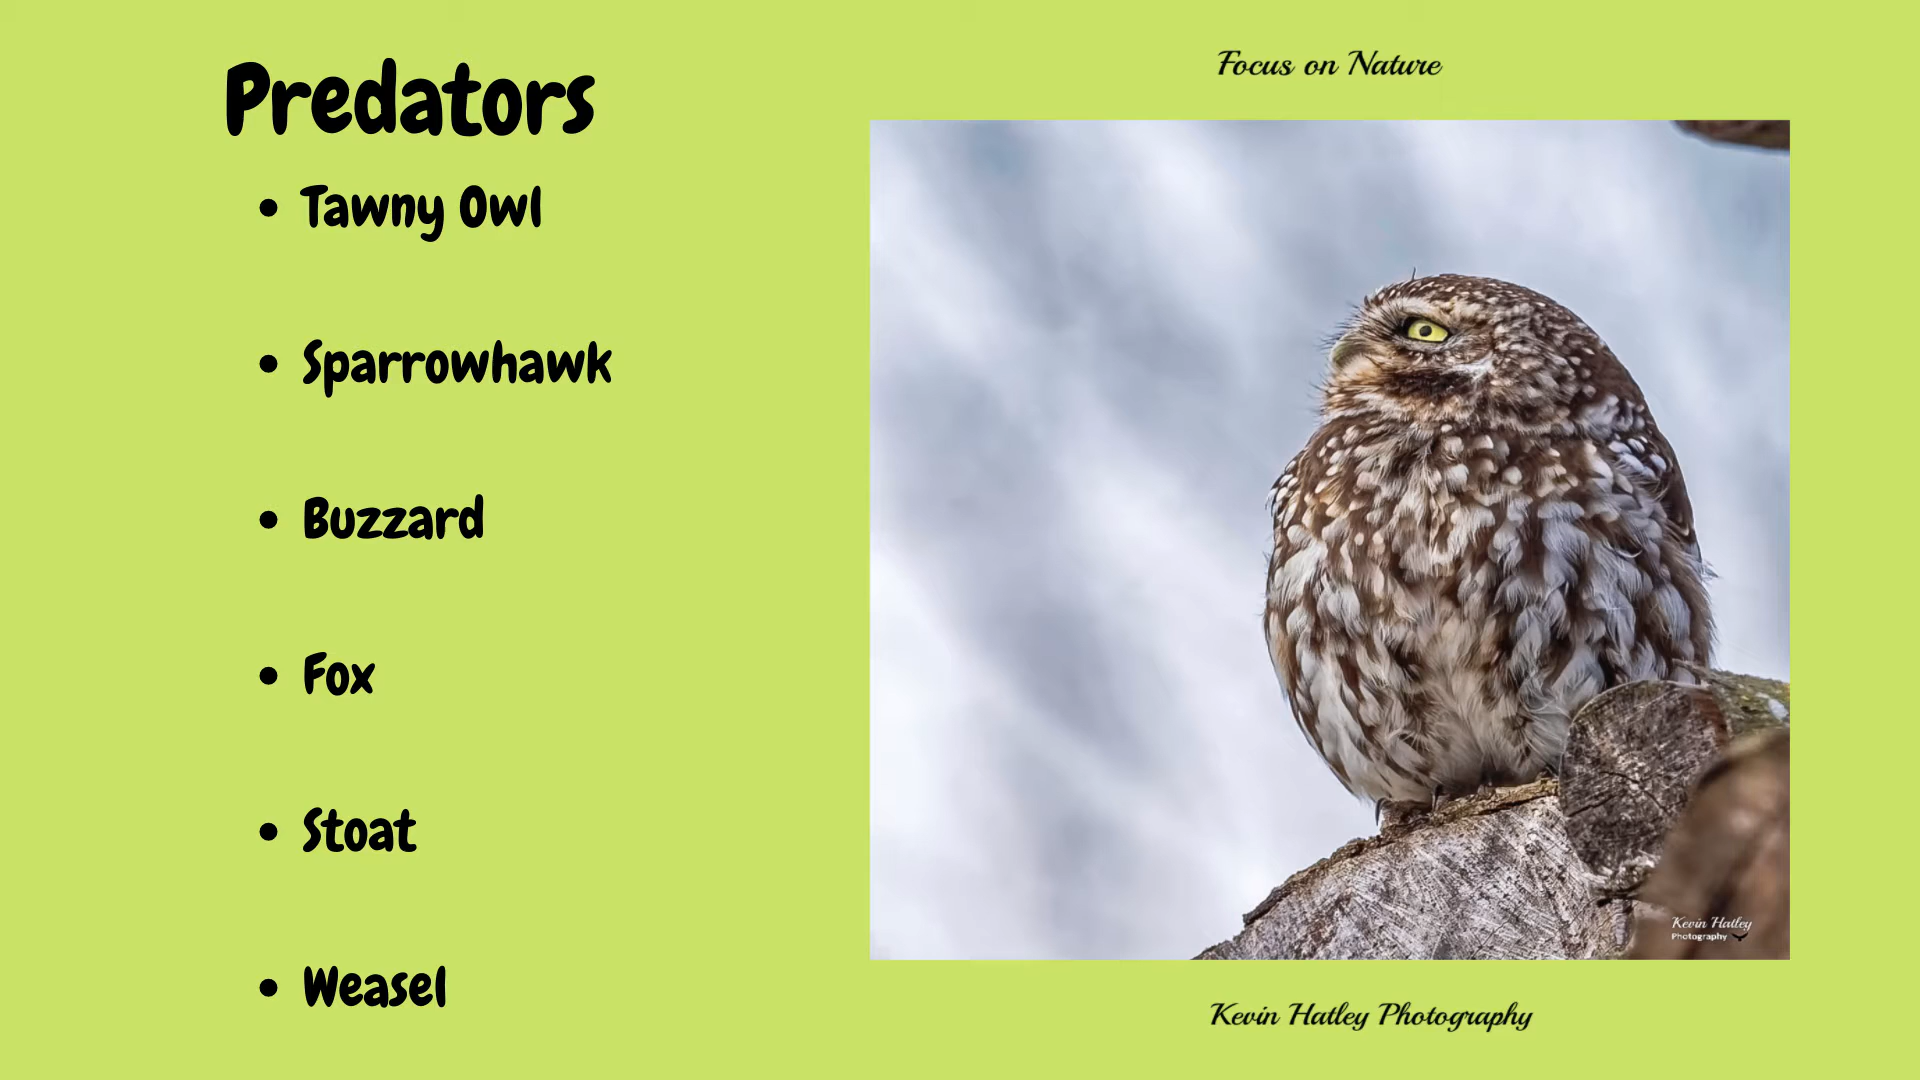 Predators
• Tawny Owl
• Sparrowhawk
• Buzzard
• Fox
• Stoat
• Weasel
Focus on Nature
Kevin Hatley
Photography
Kevin Hatley Photography